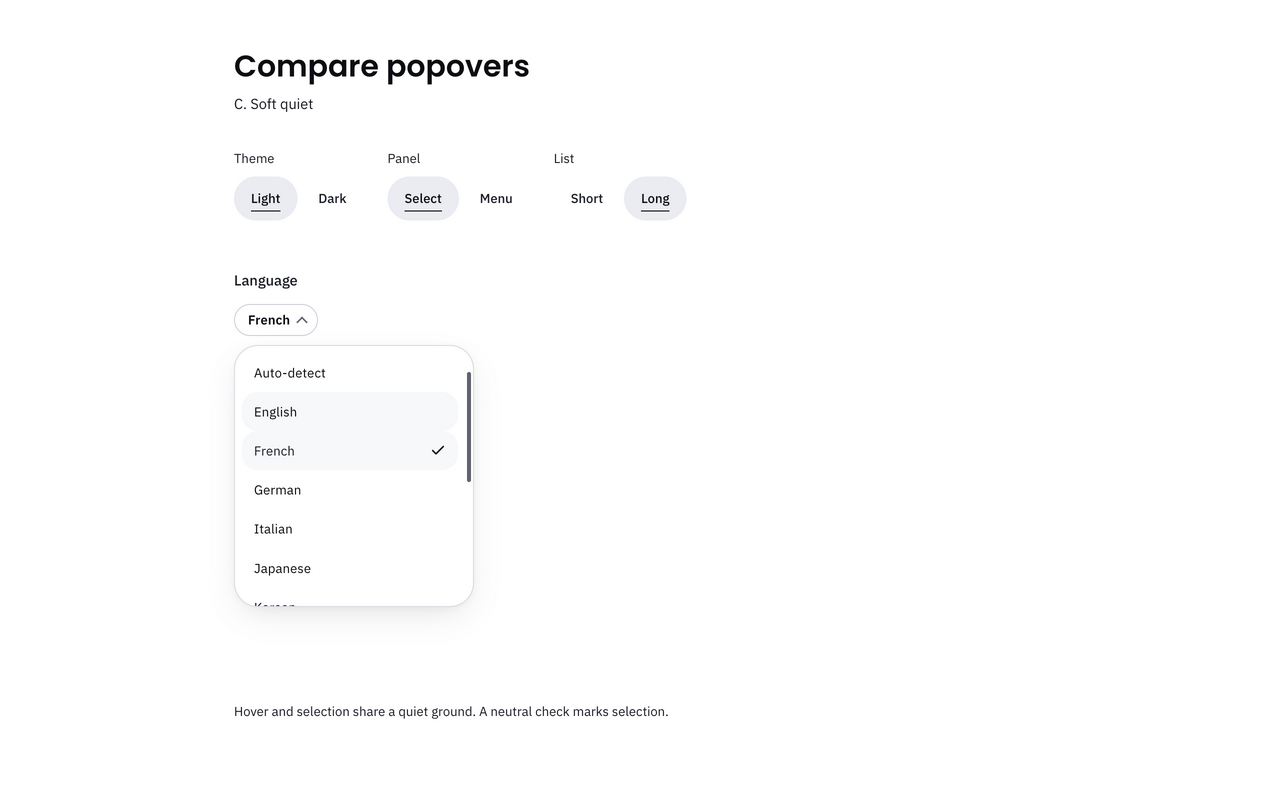 Compare popovers
C. Soft quiet
Theme Panel List
Light Dark Select Menu Short Long
Language
French
Auto-detect
English
French
German
Italian
Japanese
Korean
Hover and selection share a quiet ground. A neutral check marks selection.